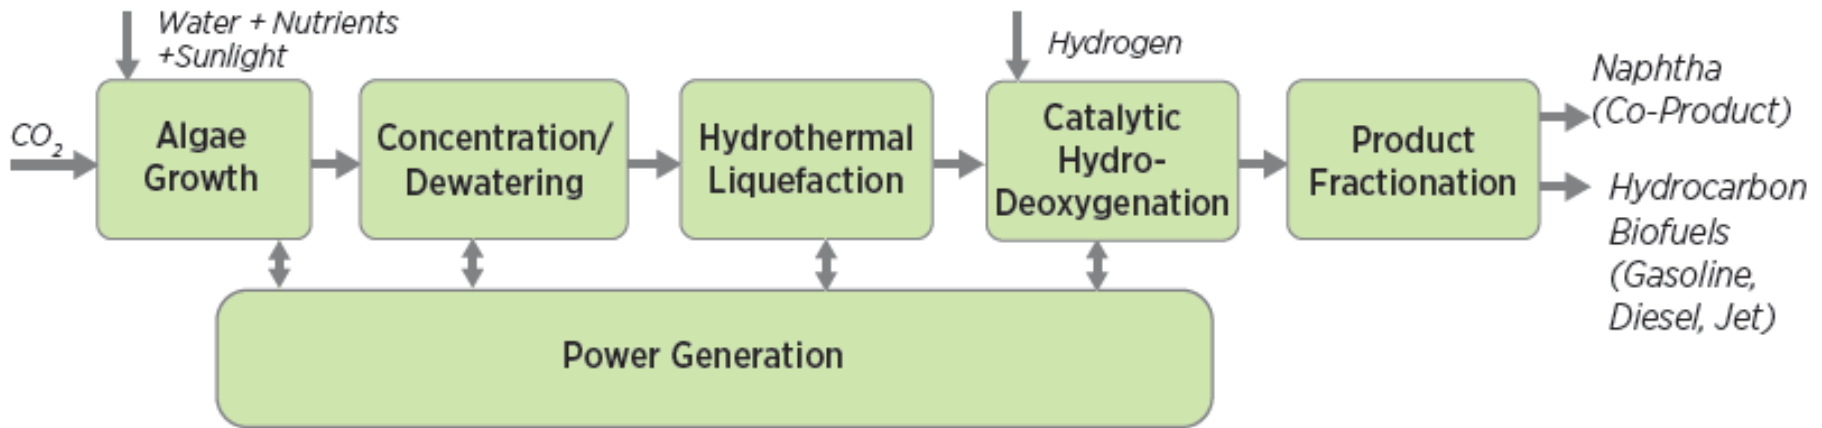 Water + Nutrients
+Sunlight
Hydrogen
CO₂
Algae
Growth
Concentration/
Dewatering
Hydrothermal
Liquefaction
Catalytic
Hydro-
Deoxygenation
Product
Fractionation
Naphtha
(Co-Product)
Hydrocarbon
Biofuels
(Gasoline,
Diesel, Jet)
Power Generation